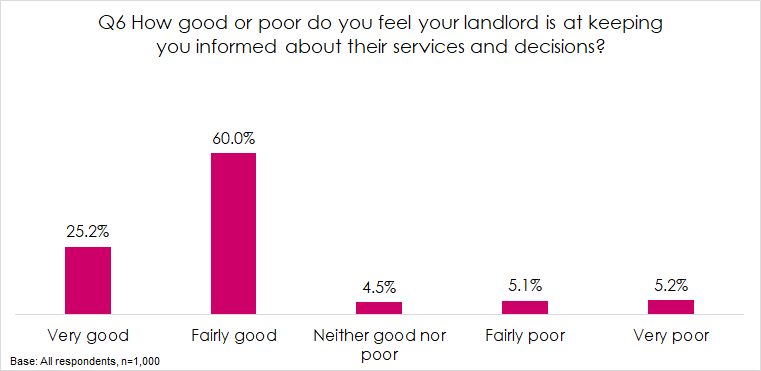 Q6 How good or poor do you feel your landlord is at keeping
you informed about their services and decisions?
60.0%
25.2%
4.5%
5.1%
5.2%
Very good
Fairly good
Neither good nor
poor
Fairly poor
Very poor
Base: All respondents, n=1,000